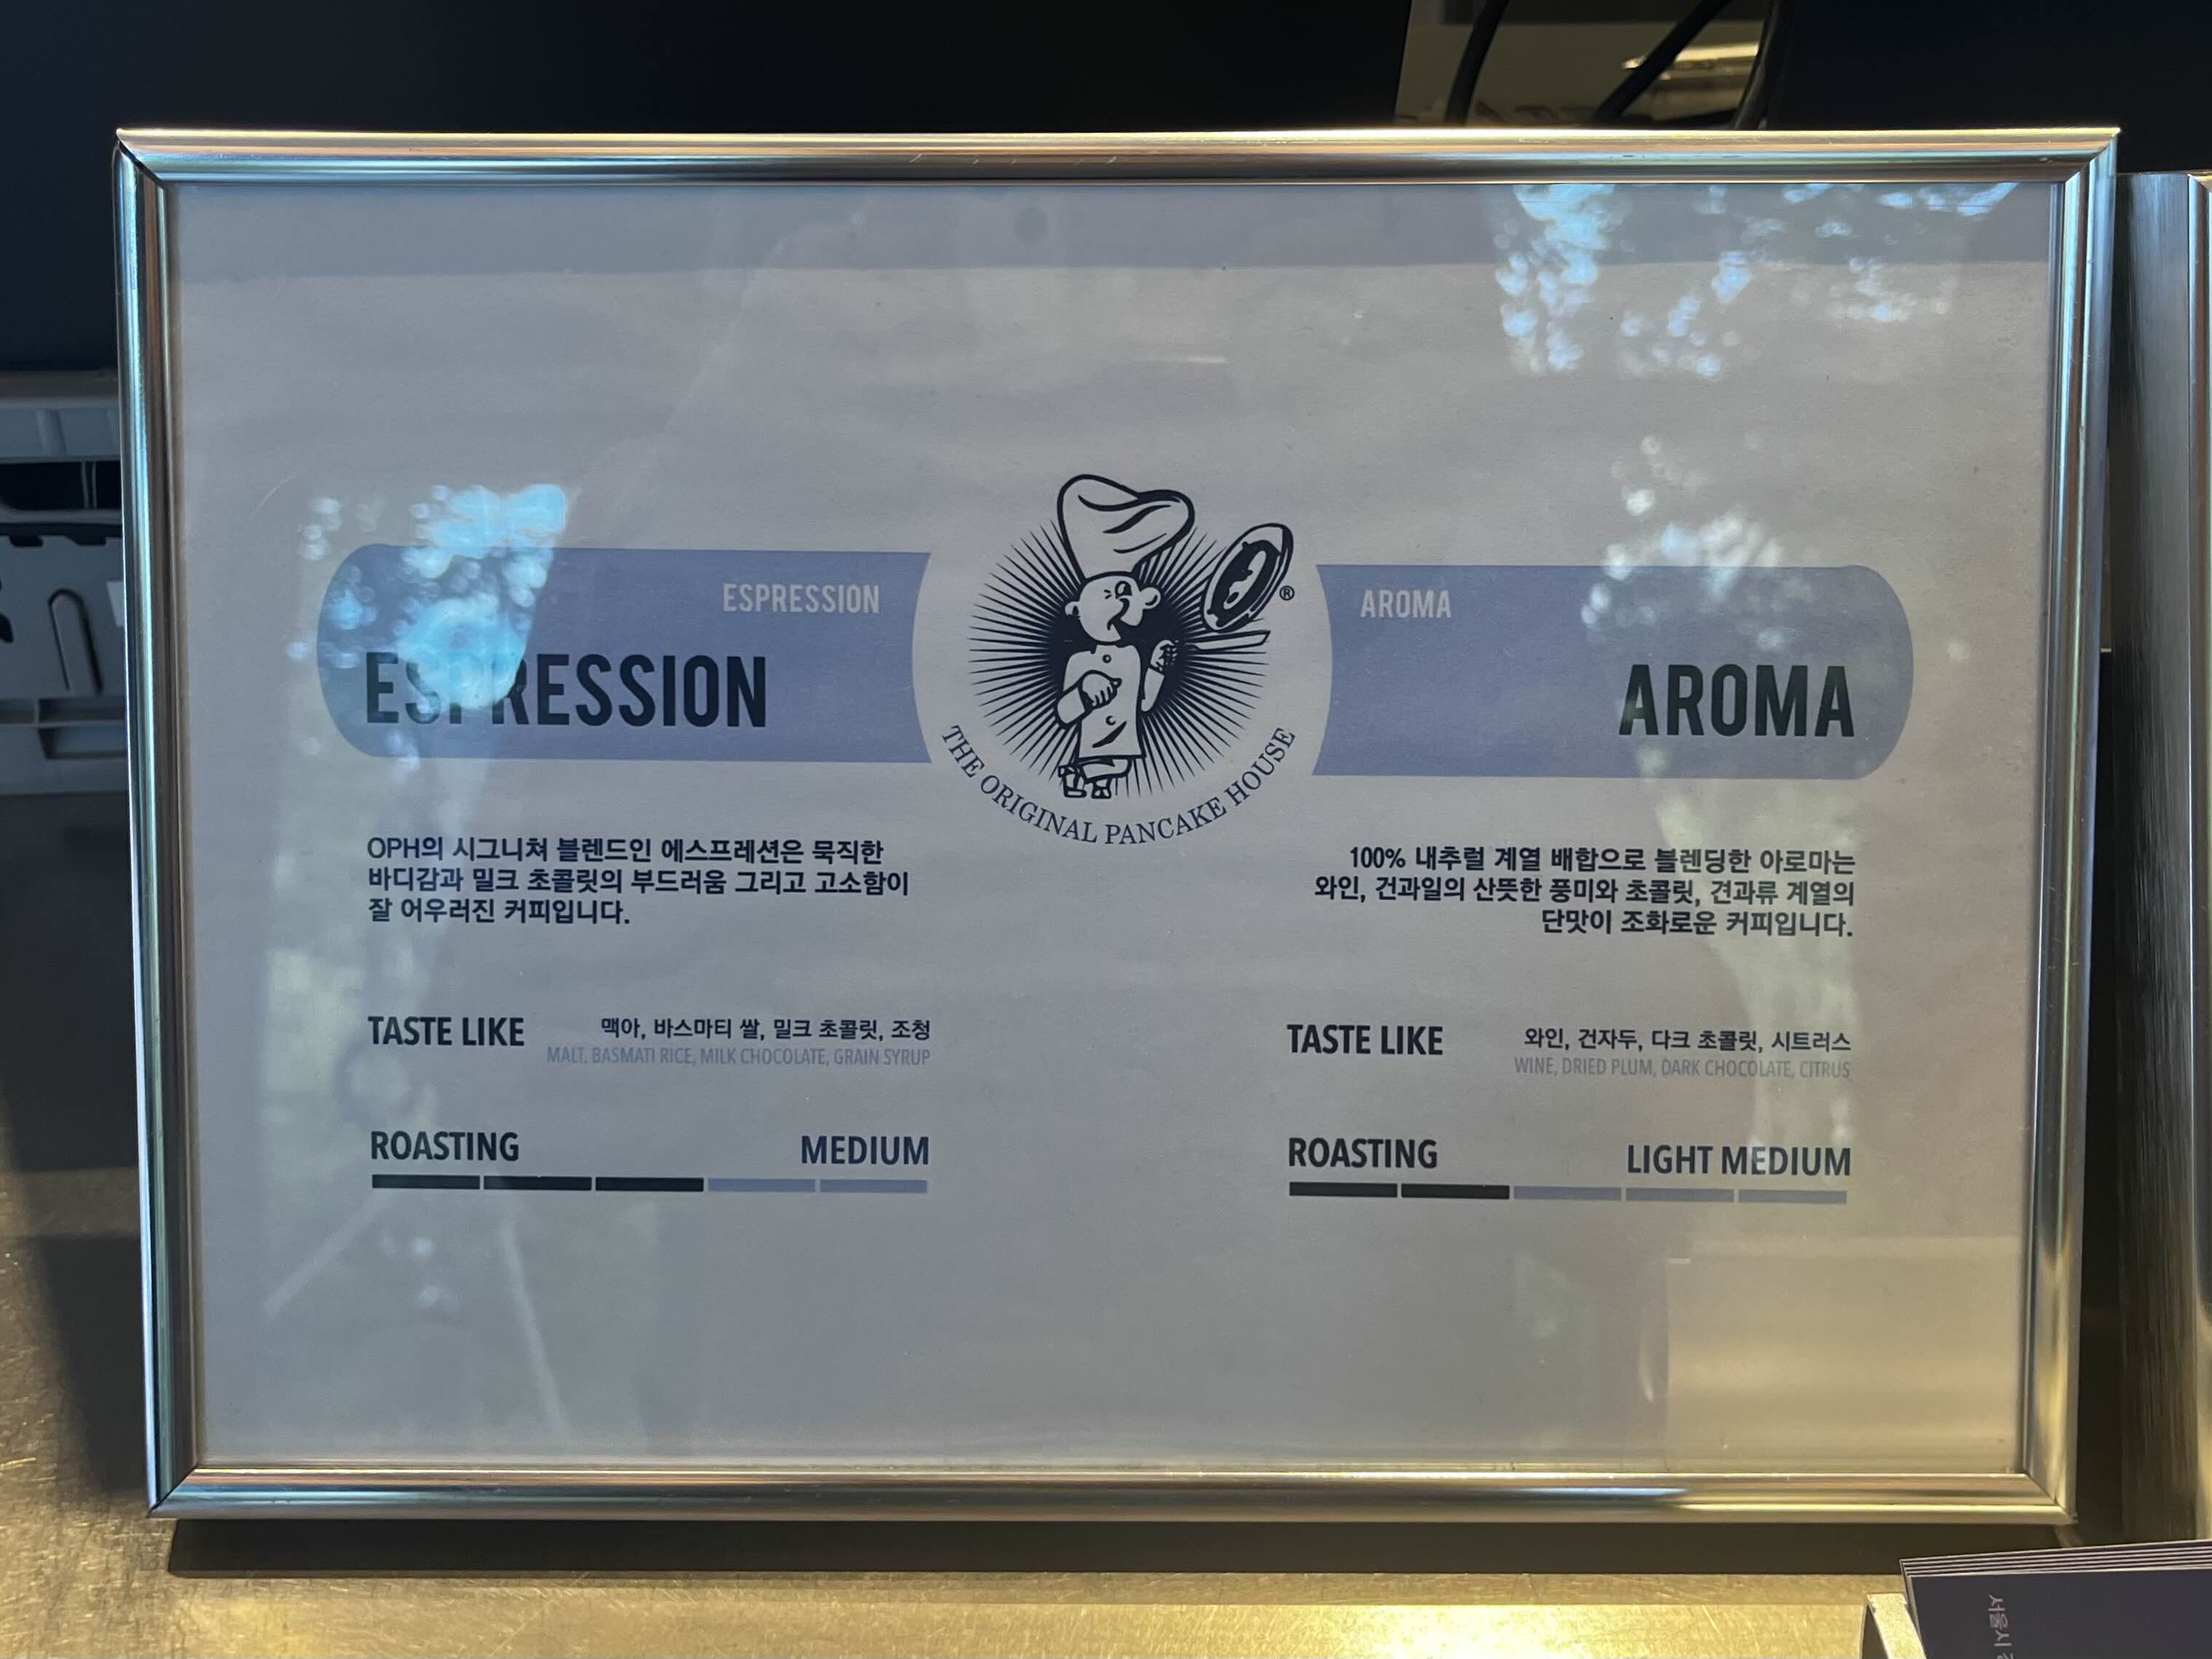 ESPRESSION
ESPRESSION
OPH의 시그니쳐 블렌드인 에스프레션은 묵직한
바디감과 밀크 초콜릿의 부드러움 그리고 고소함이
잘 어우러진 커피입니다.
TASTE LIKE
맥아, 바스마티 쌀, 밀크 초콜릿, 조청
MALT, BASMATI RICE, MILK CHOCOLATE, GRAIN SYRUP
ROASTING MEDIUM
®
THE ORIGINAL PANCAKE HOUSE
AROMA
AROMA
100% 내추럴 계열 배합으로 블렌딩한 아로마는
와인, 건과일의 산뜻한 풍미와 초콜릿, 견과류 계열의
단맛이 조화로운 커피입니다.
TASTE LIKE
와인, 건자두, 다크 초콜릿, 시트러스
WINE, DRIED PLUM, DARK CHOCOLATE, CITRUS
ROASTING LIGHT MEDIUM
서울시